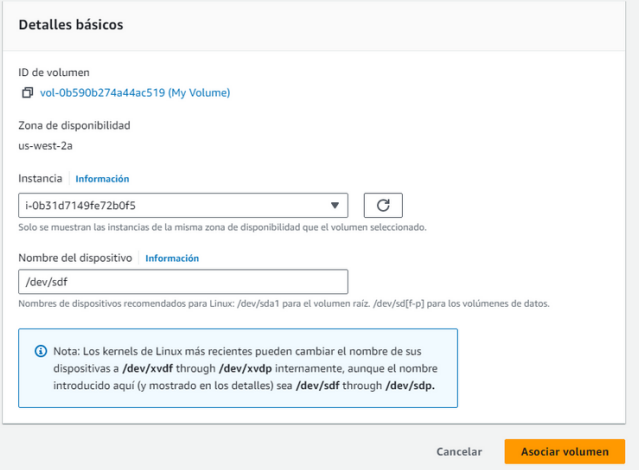 Detalles básicos
ID de volumen
vol-0b590b274a44ac519 (My Volume)
Zona de disponibilidad
us-west-2a
Instancia Información
i-0b31d7149fe72b0f5
Solo se muestran las instancias de la misma zona de disponibilidad que el volumen seleccionado.
Nombre del dispositivo Información
/dev/sdf
Nombres de dispositivos recomendados para Linux: /dev/sda1 para el volumen raíz. /dev/sd[f-p] para los volúmenes de datos.
Nota: Los kernels de Linux más recientes pueden cambiar el nombre de sus
dispositivas a /dev/xvdf through /dev/xvdp internamente, aunque el nombre
introducido aquí (y mostrado en los detalles) sea /dev/sdf through /dev/sdp.
Cancelar Asociar volumen